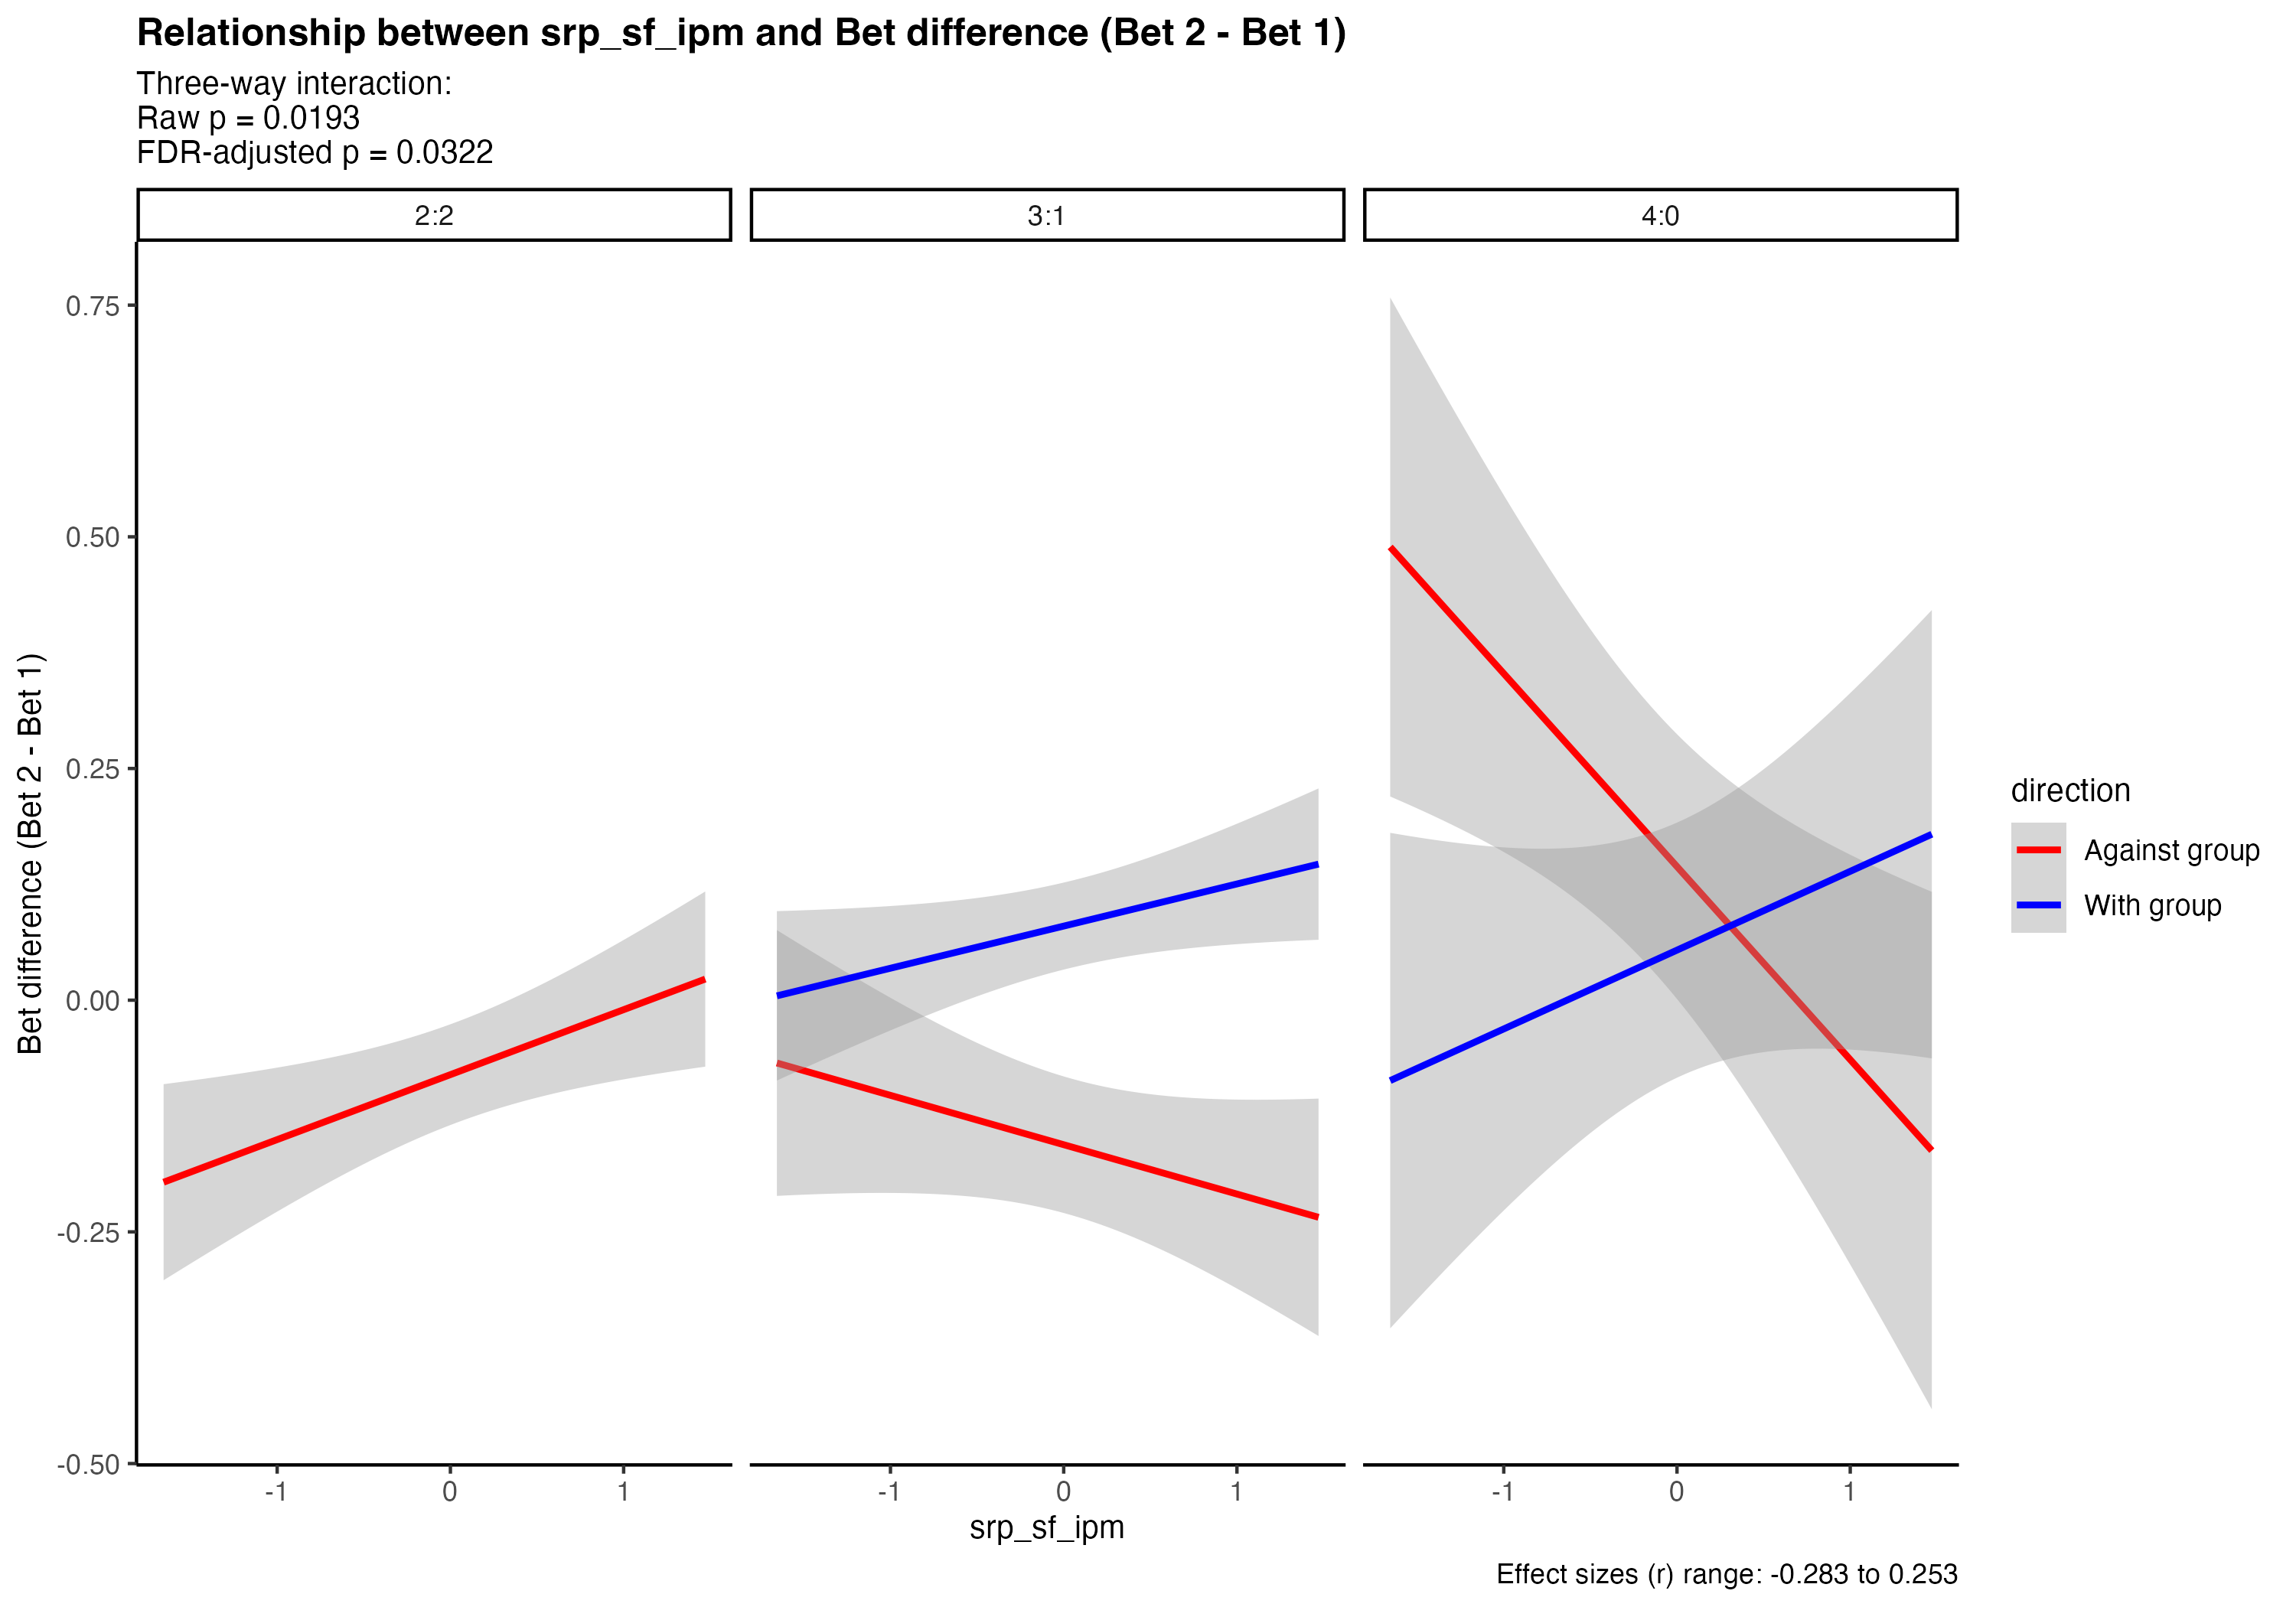 Relationship between srp_sf_ipm and Bet difference (Bet 2 - Bet 1)
Three-way interaction:
Raw p = 0.0193
FDR-adjusted p = 0.0322
2:2
3:1
4:0
0.75
0.50
0.25
0.00
-0.25
-0.50
Bet difference (Bet 2 - Bet 1)
-1 0 1
-1 0 1
-1 0 1
srp_sf_ipm
direction
Against group
With group
Effect sizes (r) range: -0.283 to 0.253